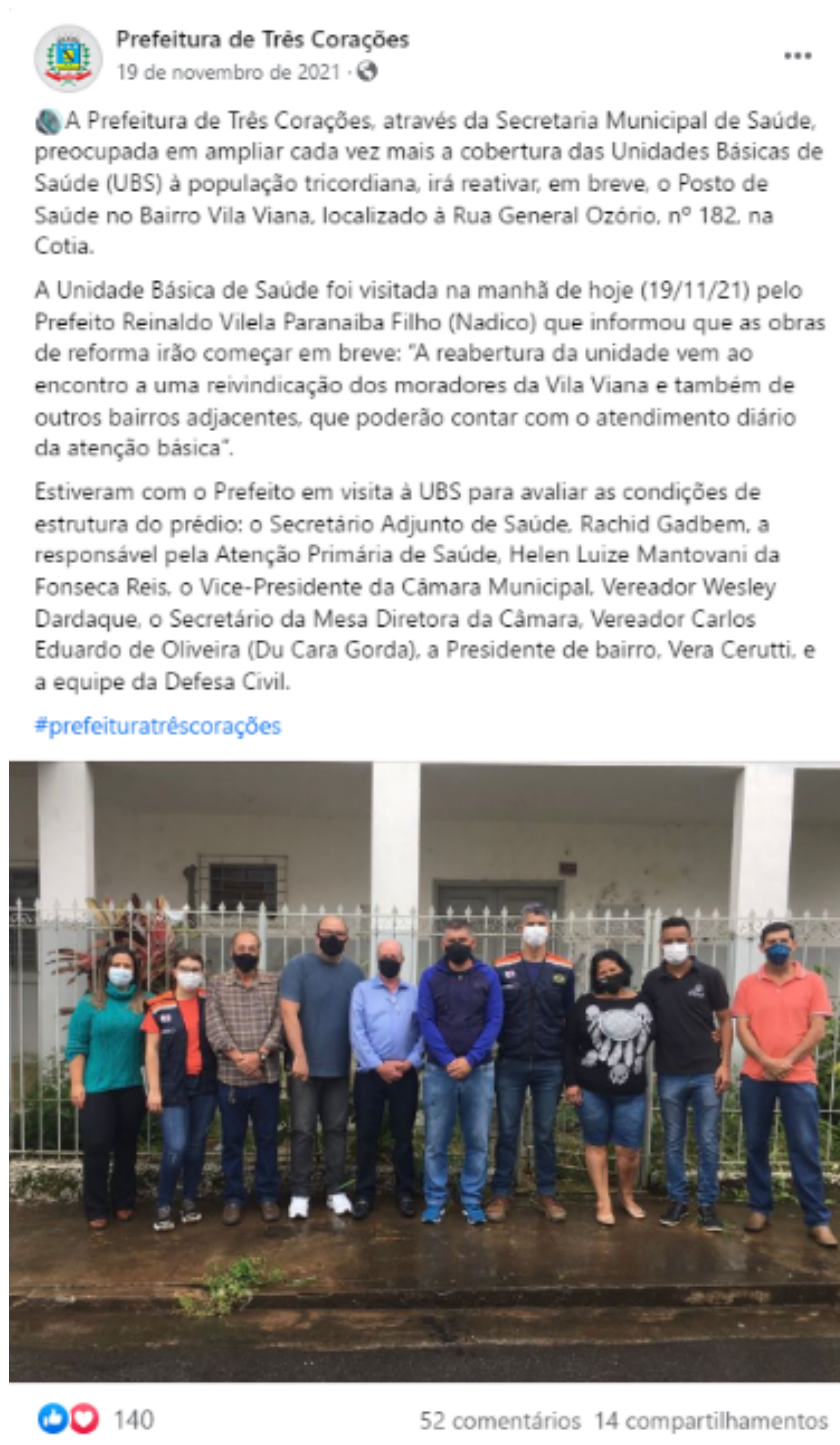 Prefeitura de Três Corações
19 de novembro de 2021 ·
A Prefeitura de Três Corações, através da Secretaria Municipal de Saúde,
preocupada em ampliar cada vez mais a cobertura das Unidades Básicas de
Saúde (UBS) à população tricordiana, irá reativar, em breve, o Posto de
Saúde no Bairro Vila Viana, localizado à Rua General Ozório, nº 182, na
Cotia.
A Unidade Básica de Saúde foi visitada na manhã de hoje (19/11/21) pelo
Prefeito Reinaldo Vilela Paranaíba Filho (Nadico) que informou que as obras
de reforma irão começar em breve: "A reabertura da unidade vem ao
encontro a uma reivindicação dos moradores da Vila Viana e também de
outros bairros adjacentes, que poderão contar com o atendimento diário
da atenção básica".
Estiveram com o Prefeito em visita à UBS para avaliar as condições de
estrutura do prédio: o Secretário Adjunto de Saúde, Rachid Gadbem, a
responsável pela Atenção Primária de Saúde, Helen Luize Mantovani da
Fonseca Reis, o Vice-Presidente da Câmara Municipal, Vereador Wesley
Dardaque, o Secretário da Mesa Diretora da Câmara, Vereador Carlos
Eduardo de Oliveira (Du Cara Gorda), a Presidente de bairro, Vera Cerutti, e
a equipe da Defesa Civil.
#prefeituratrêscorações
140
52 comentários 14 compartilhamentos